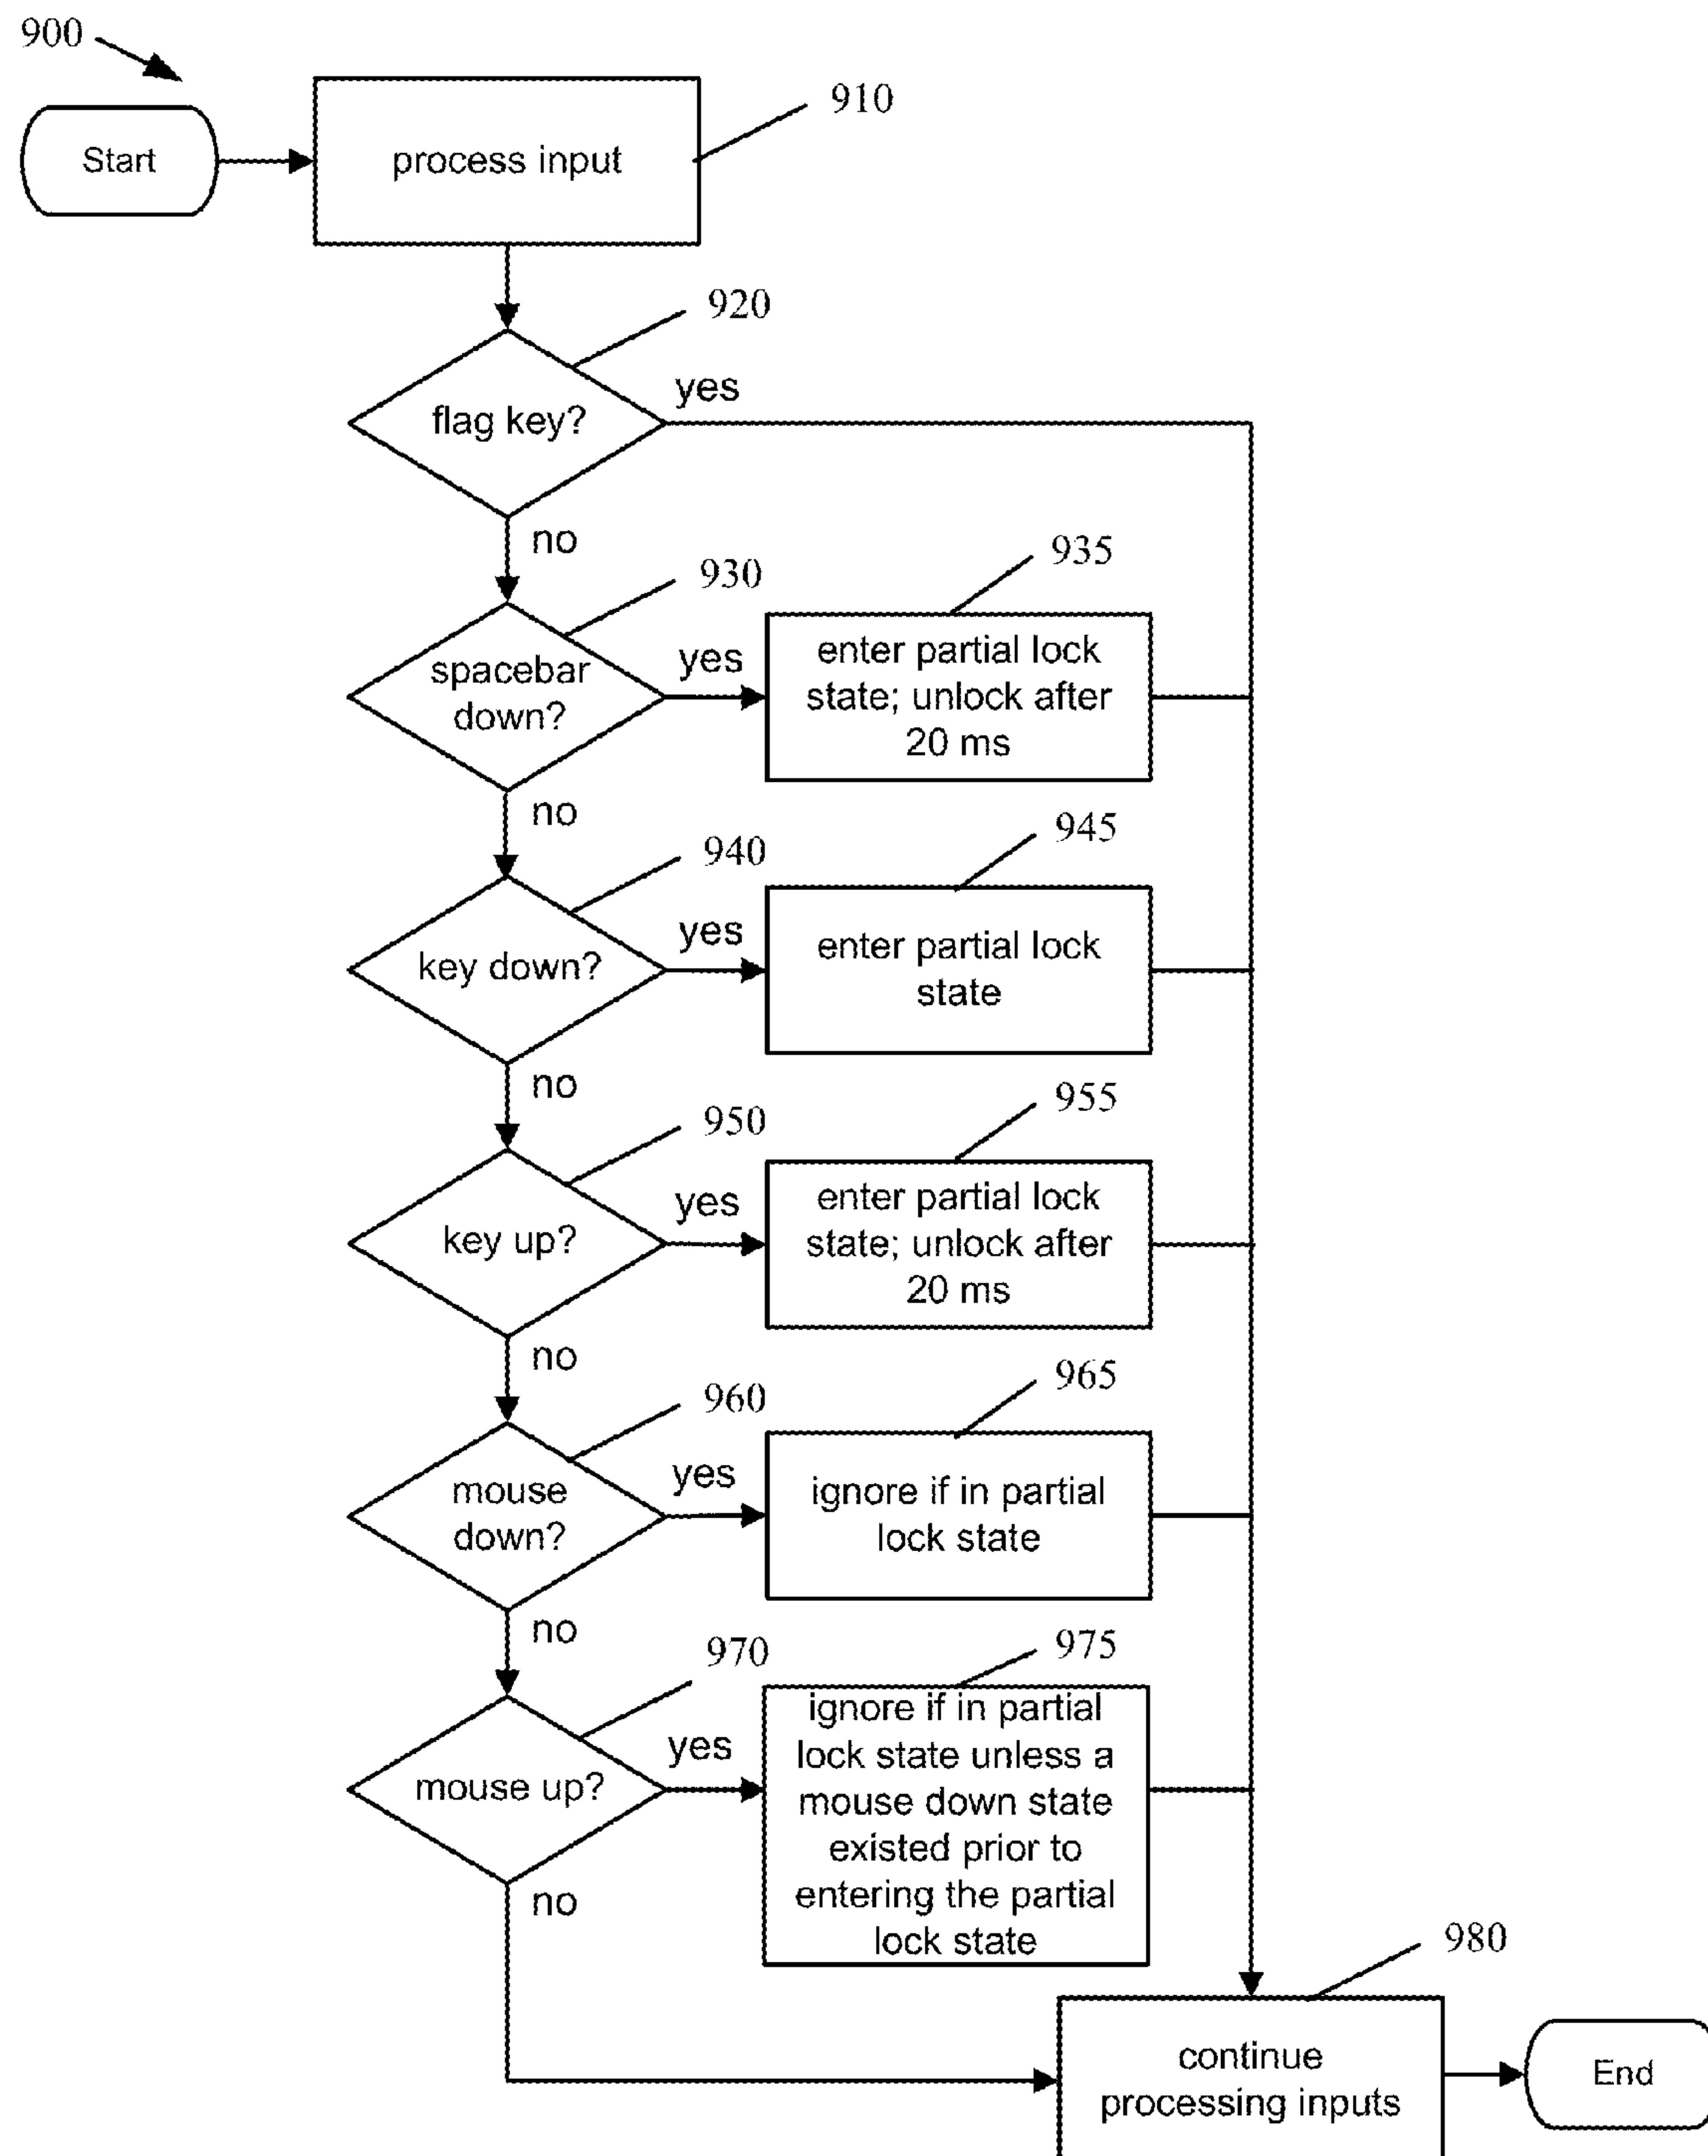 900
Start
process input
910
920
flag key?
yes
no
930
935
spacebar
down?
yes
enter partial lock
state; unlock after
20 ms
no
940
945
key down?
yes
enter partial lock
state
no
950
955
key up?
yes
enter partial lock
state; unlock after
20 ms
no
960
965
mouse
down?
yes
ignore if in partial
lock state
no
970
975
mouse up?
yes
ignore if in partial
lock state unless a
mouse down state
existed prior to
entering the partial
lock state
no
980
continue
processing inputs
End